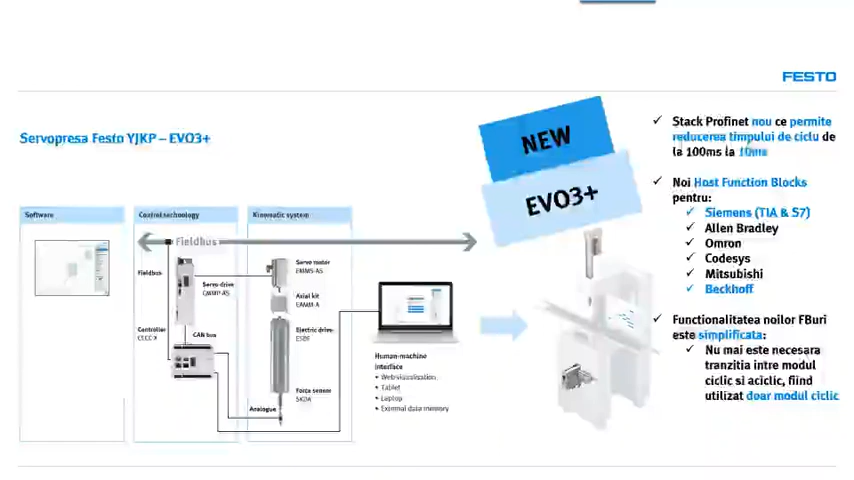 FESTO
Servopresa Festo YJKP – EVO3+
NEW
EVO3+
Software
Control technology
Kinematic system
Fieldbus
Fieldbus
Servo drive
CMMP-AS
Controller
CECC-X
CAN bus
Servo motor
EMMS-AS
Axial kit
EAMM-A
Electric drive
ESBF
Force sensor
SKDA
Analogue
Human-machine
interface
• Web visualisation
• Tablet
• Laptop
• External data memory
✓ Stack Profinet nou ce permite
reducerea timpului de ciclu de
la 100ms la 10ms
✓ Noi Host Function Blocks
pentru:
✓ Siemens (TIA & S7)
✓ Allen Bradley
✓ Omron
✓ Codesys
✓ Mitsubishi
✓ Beckhoff
✓ Functionalitatea noilor FBuri
este simplificata:
✓ Nu mai este necesara
tranzitia intre modul
ciclic si aciclic, fiind
utilizat doar modul ciclic